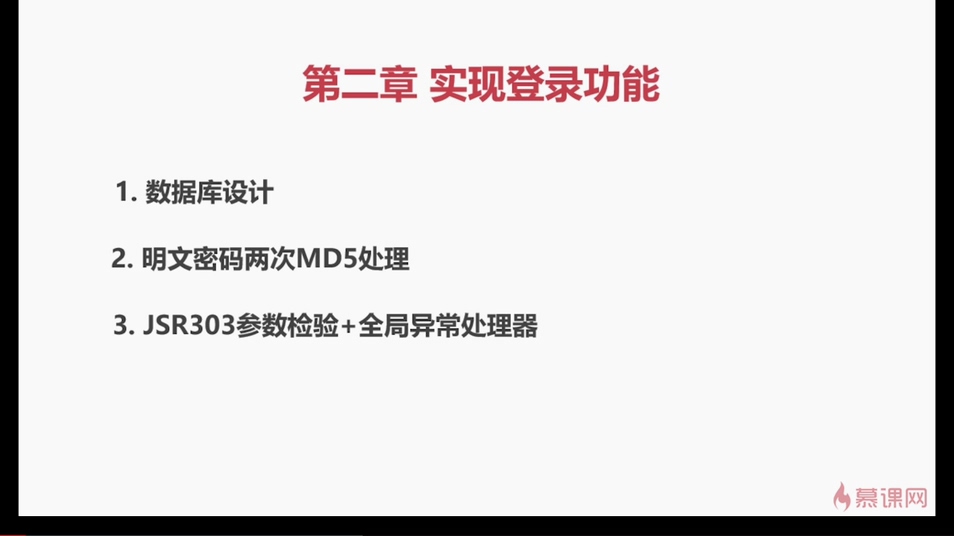 第二章 实现登录功能
1. 数据库设计
2. 明文密码两次MD5处理
3. JSR303参数检验+全局异常处理器
慕课网